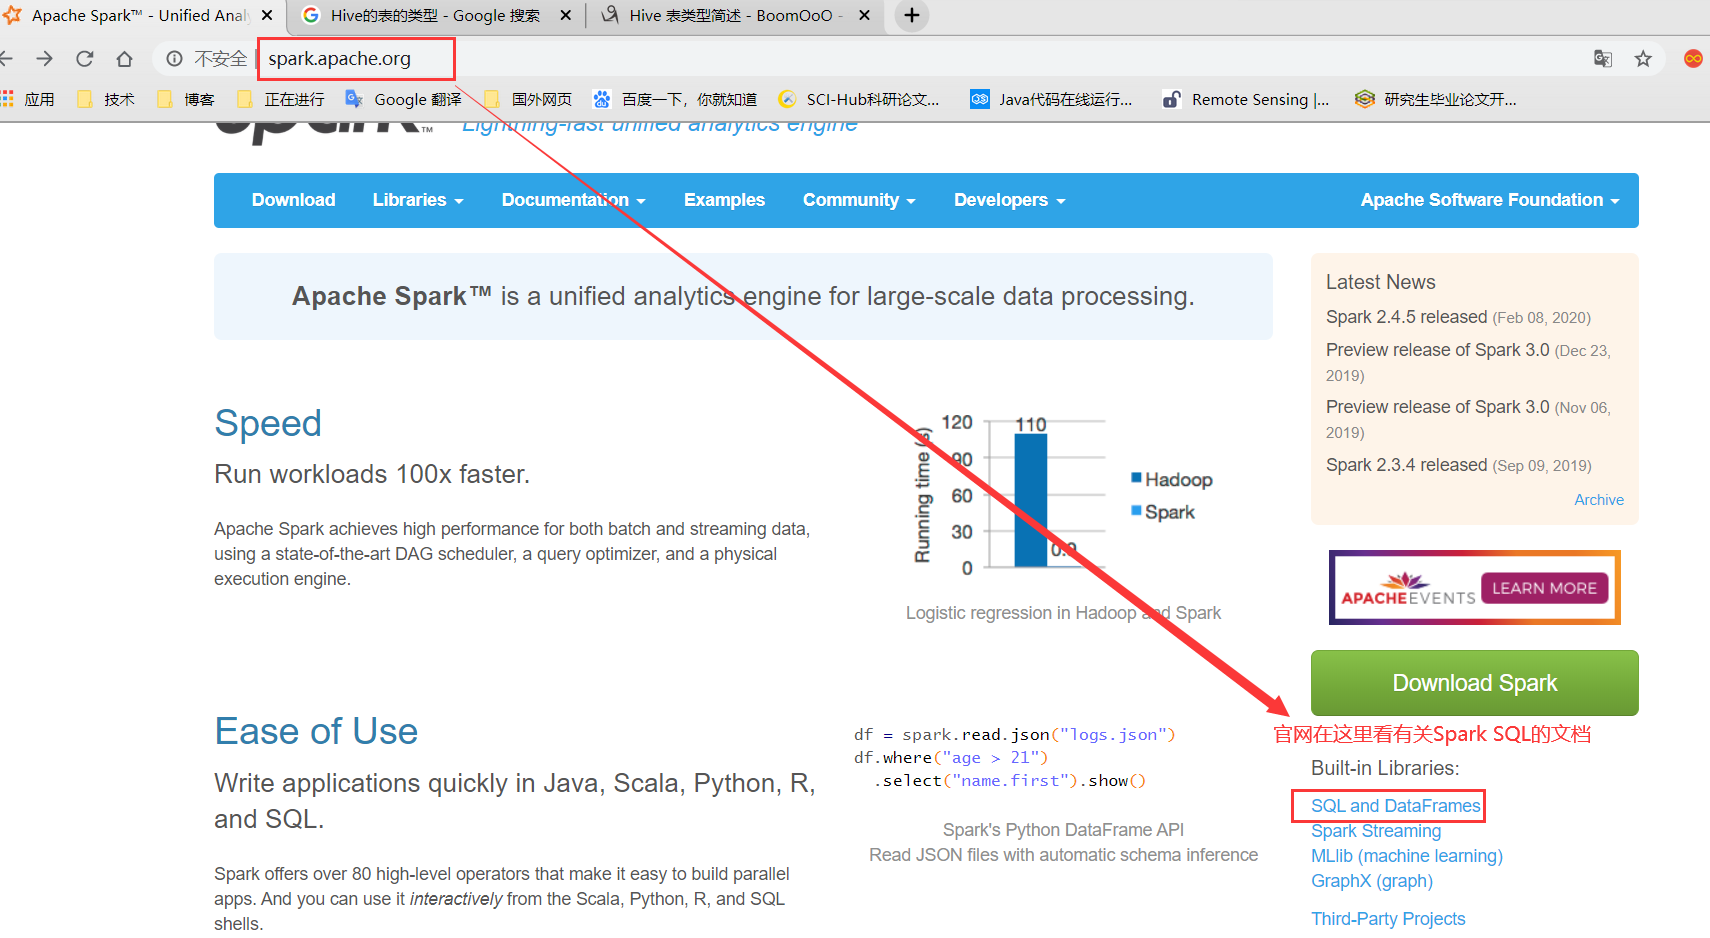 Apache Spark™ - Unified Analy
Hive的表的类型 - Google 搜索
Hive 表类型简述 - BoomOoO -
不安全
spark.apache.org
应用
技术
博客
正在进行
Google 翻译
国外网页
百度一下，你就知道
SCI-Hub科研论文...
Java代码在线运行...
Remote Sensing |...
研究生毕业论文开...
Spark™
Lightning-fast unified analytics engine
Download
Libraries
Documentation
Examples
Community
Developers
Apache Software Foundation
Apache Spark™ is a unified analytics engine for large-scale data processing.
Latest News
Spark 2.4.5 released (Feb 08, 2020)
Preview release of Spark 3.0 (Dec 23,
2019)
Preview release of Spark 3.0 (Nov 06,
2019)
Spark 2.3.4 released (Sep 09, 2019)
Archive
Speed
Run workloads 100x faster.
Apache Spark achieves high performance for both batch and streaming data,
using a state-of-the-art DAG scheduler, a query optimizer, and a physical
execution engine.
Running time (s)
120
90
60
30
0
110
0.9
Hadoop
Spark
Logistic regression in Hadoop and Spark
APACHEEVENTS
LEARN MORE
Download Spark
官网在这里看有关Spark SQL的文档
Built-in Libraries:
SQL and DataFrames
Spark Streaming
MLlib (machine learning)
GraphX (graph)
Third-Party Projects
Ease of Use
Write applications quickly in Java, Scala, Python, R,
and SQL.
Spark offers over 80 high-level operators that make it easy to build parallel
apps. And you can use it interactively from the Scala, Python, R, and SQL
shells.
df = spark.read.json("logs.json")
df.where("age > 21")
.select("name.first").show()
Spark's Python DataFrame API
Read JSON files with automatic schema inference